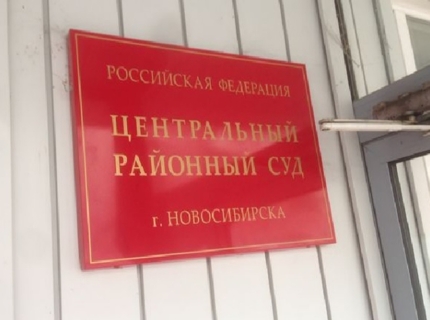 РОССИЙСКАЯ ФЕДЕРАЦИЯ
ЦЕНТРАЛЬНЫЙ
РАЙОННЫЙ СУД
г. НОВОСИБИРСКА